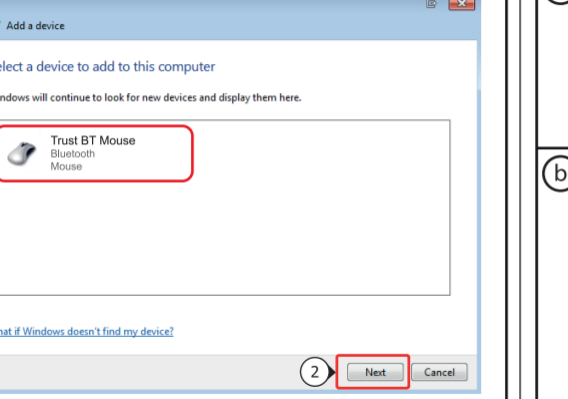 Add a device
elect a device to add to this computer
ndows will continue to look for new devices and display them here.
Trust BT Mouse
Bluetooth
Mouse
hat if Windows doesn't find my device?
2
Next
Cancel
b